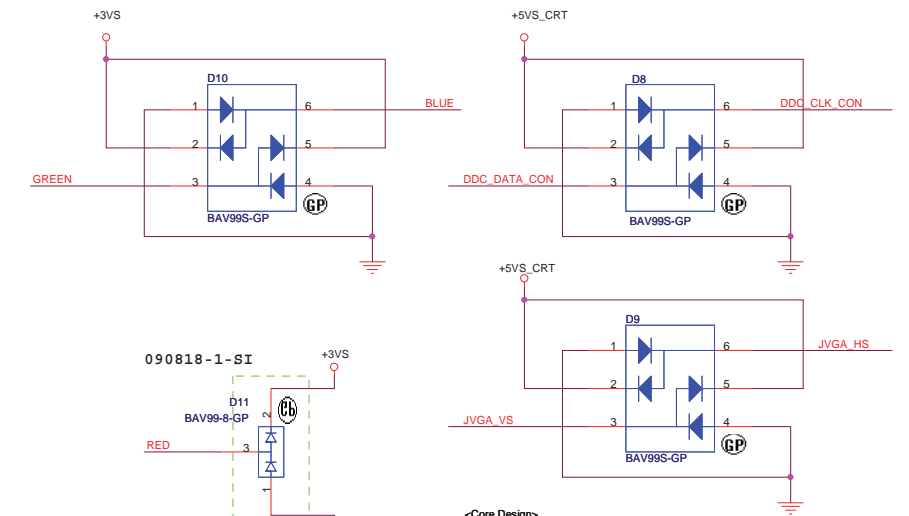 +3VS
D10
1
6
BLUE
2
5
GREEN
3
4
GP
BAV99S-GP
+5VS_CRT
D8
1
6
DDC_CLK_CON
2
5
DDC_DATA_CON
3
4
GP
BAV99S-GP
+5VS_CRT
D9
1
6
JVGA_HS
2
5
JVGA_VS
3
4
GP
BAV99S-GP
090818-1-SI
+3VS
D11
BAV99-8-GP
2
Cb
RED
3
1
<Core Design>